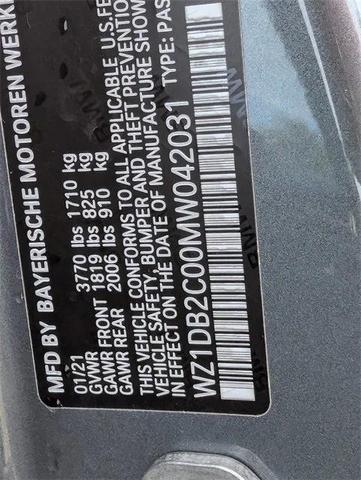 MFD BY BAYERISCHE MOTOREN WERKE
01/21
GVWR 3770 lbs 1710 kg
GAWR FRONT 1819 lbs 825 kg
GAWR REAR 2006 lbs 910 kg
THIS VEHICLE CONFORMS TO ALL APPLICABLE U.S.FE
VEHICLE SAFETY, BUMPER AND THEFT PREVENTION
IN EFFECT ON THE DATE OF MANUFACTURE SHOW
WZ1DB2C00MW042031 TYPE: PAS